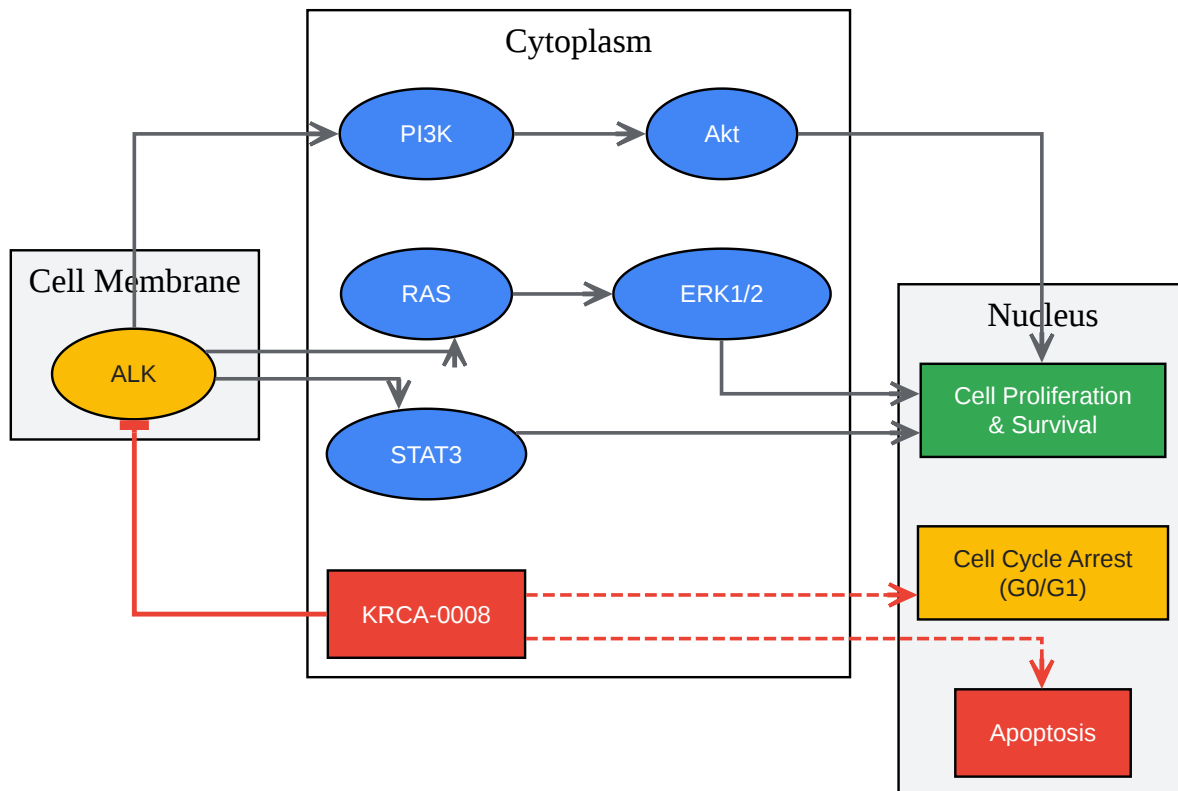 Cytoplasm
PI3K
Akt
Cell Membrane
ALK
RAS
ERK1/2
STAT3
KRCA-0008
Nucleus
Cell Proliferation
& Survival
Cell Cycle Arrest
(G0/G1)
Apoptosis